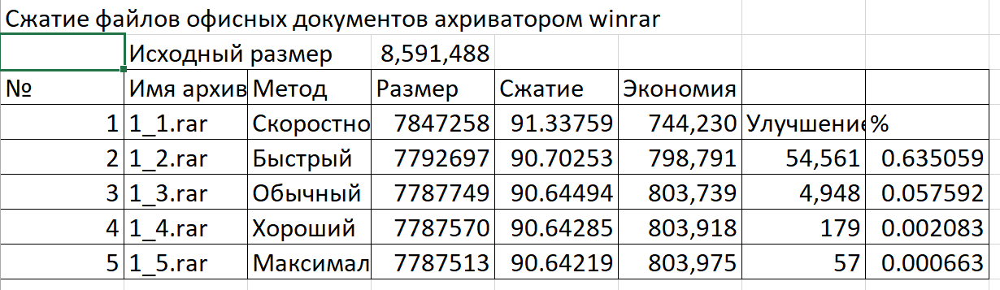 Сжатие файлов офисных документов ахриватором winrar
Исходный размер 8,591,488
№ Имя архив Метод Размер Сжатие Экономия
1 1_1.rar Скоростно 7847258 91.33759 744,230 Улучшение %
2 1_2.rar Быстрый 7792697 90.70253 798,791 54,561 0.635059
3 1_3.rar Обычный 7787749 90.64494 803,739 4,948 0.057592
4 1_4.rar Хороший 7787570 90.64285 803,918 179 0.002083
5 1_5.rar Максимал 7787513 90.64219 803,975 57 0.000663